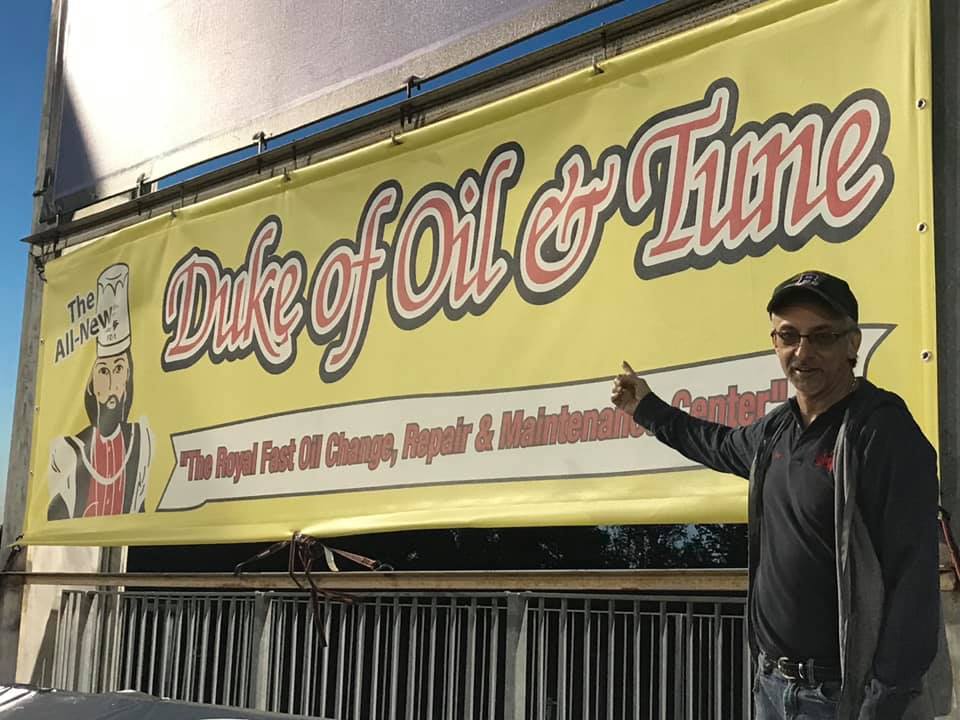 The
All-New
Duke of Oil & Tune
"The Royal Fast Oil Change, Repair & Maintenance Center"